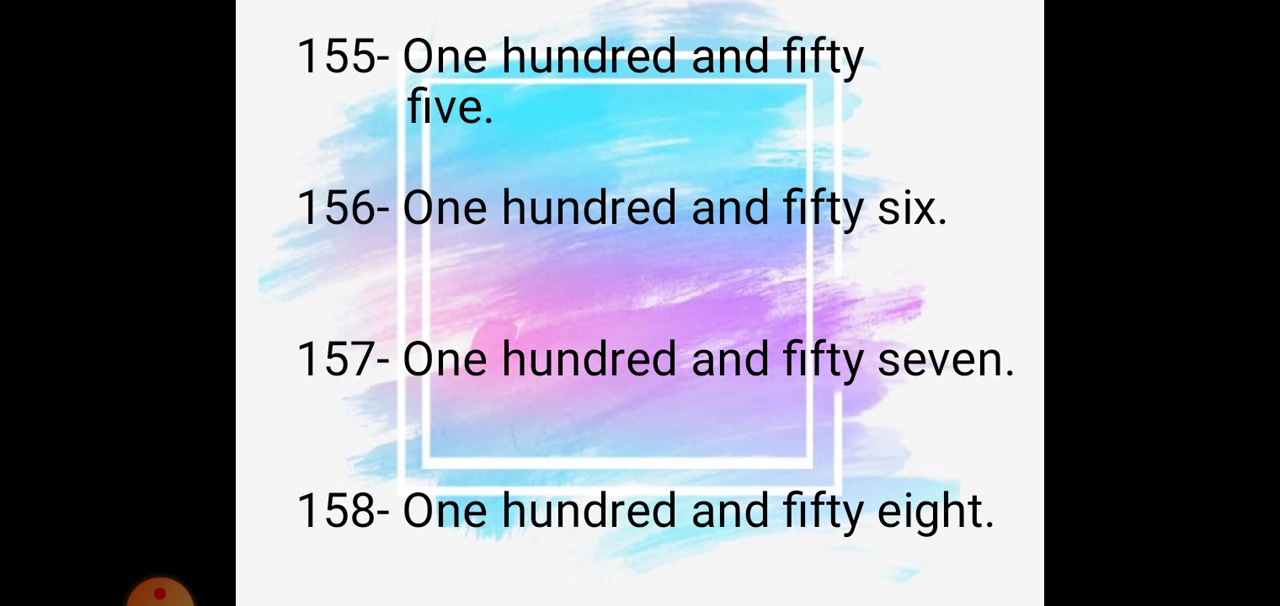 155- One hundred and fifty
five.
156- One hundred and fifty six.
157- One hundred and fifty seven.
158- One hundred and fifty eight.